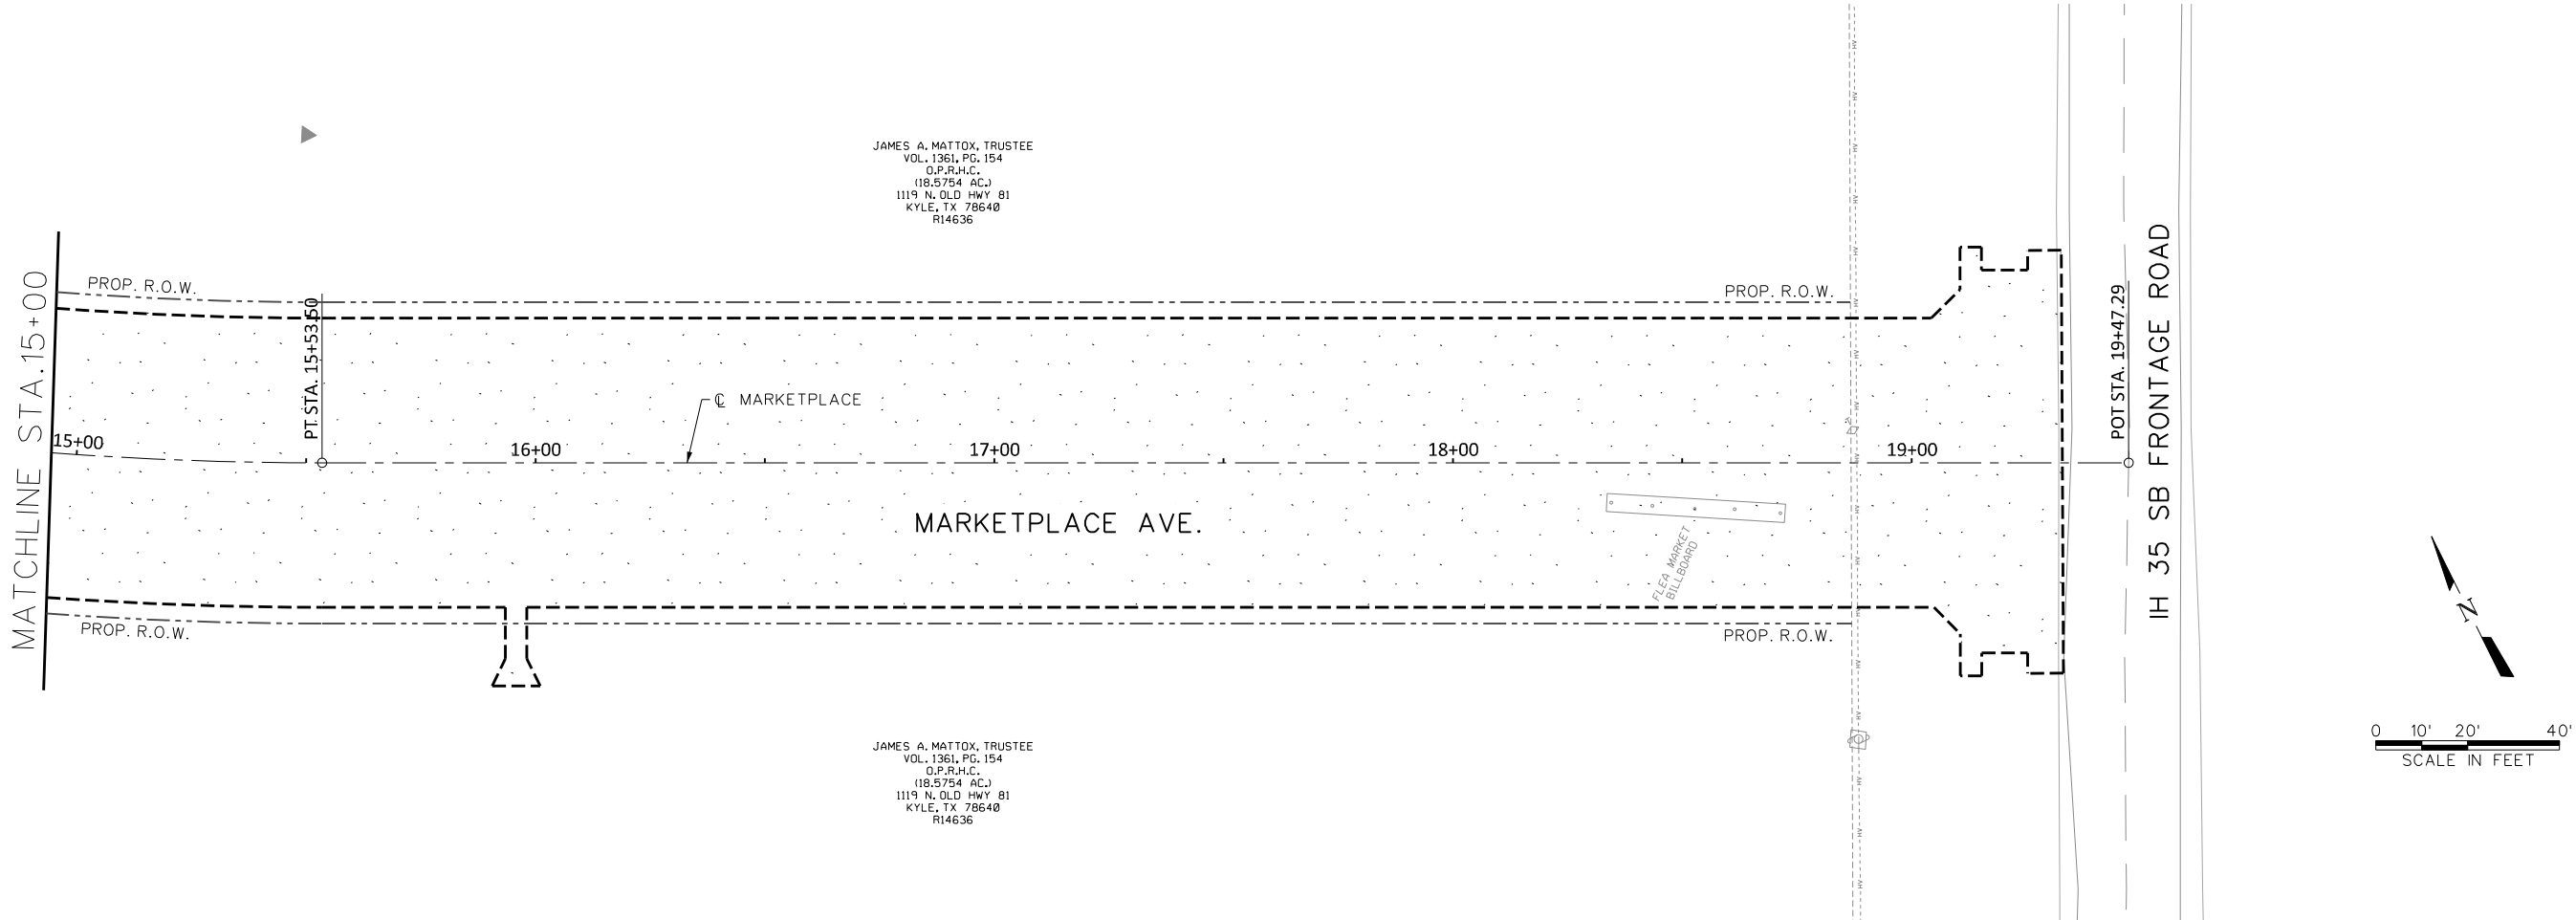 JAMES A. MATTOX, TRUSTEE
VOL. 1361, PG. 154
O.P.R.H.C.
(18.5754 AC.)
1119 N. OLD HWY 81
KYLE, TX 78640
R14636
MATCHLINE STA. 15+00
PROP. R.O.W.
PROP. R.O.W.
PT. STA. 15+53.50
POT STA. 19+47.29
IH 35 SB FRONTAGE ROAD
℄ MARKETPLACE
15+00
16+00
17+00
18+00
19+00
MARKETPLACE AVE.
FLEA MARKET
BILLBOARD
PROP. R.O.W.
PROP. R.O.W.
N
0 10' 20' 40'
SCALE IN FEET
JAMES A. MATTOX, TRUSTEE
VOL. 1361, PG. 154
O.P.R.H.C.
(18.5754 AC.)
1119 N. OLD HWY 81
KYLE, TX 78640
R14636